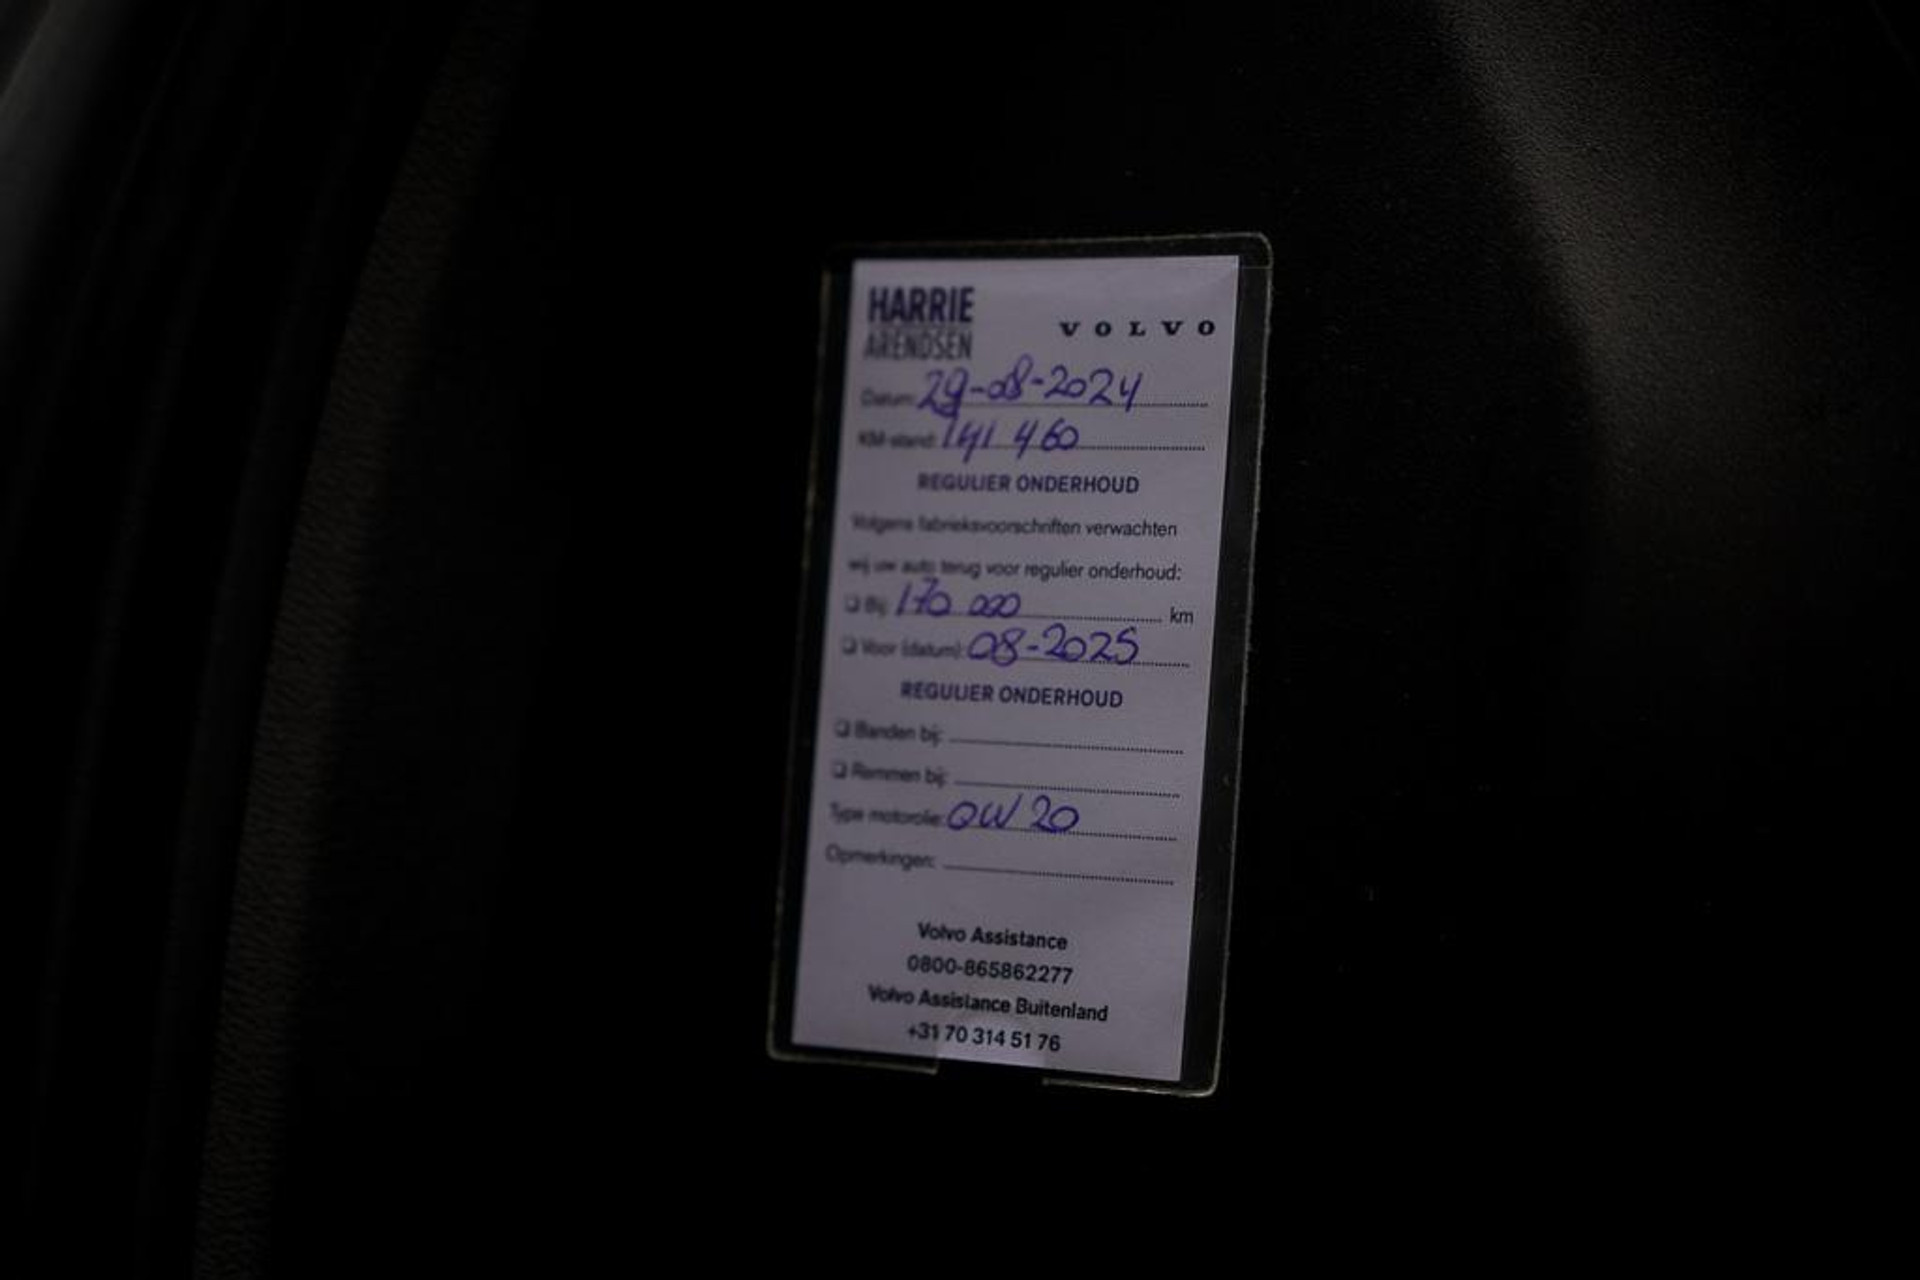 HARRIE
ARENDSEN
VOLVO
Datum: 29-08-2024
KM-stand: 141 460
REGULIER ONDERHOUD
Volgens fabrieksvoorschriften verwachten
wij uw auto terug voor regulier onderhoud:
❏ Bij: 170 000 km
❏ Voor (datum): 08-2025
REGULIER ONDERHOUD
❏ Banden bij:
❏ Remmen bij:
Type motorolie: 0W20
Opmerkingen:
Volvo Assistance
0800-865862277
Volvo Assistance Buitenland
+31 70 314 51 76